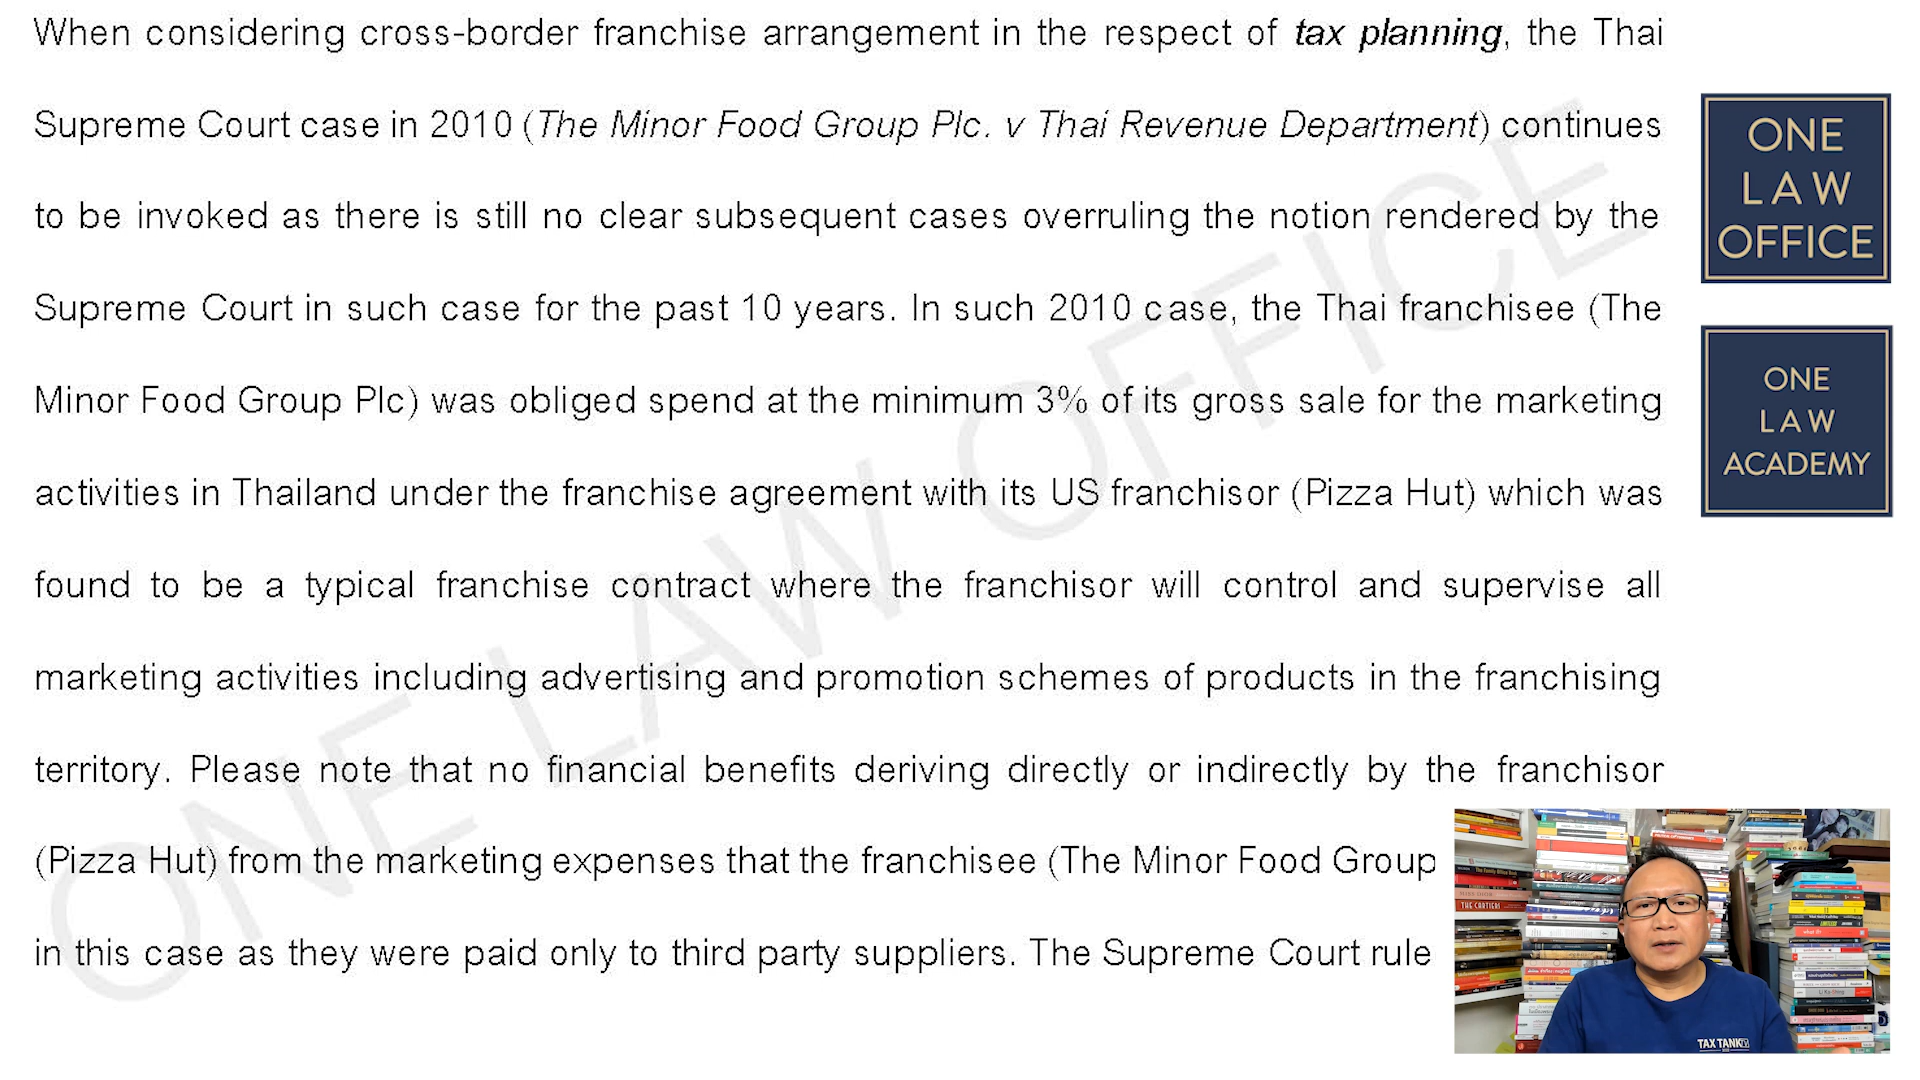 When considering cross-border franchise arrangement in the respect of tax planning, the Thai
Supreme Court case in 2010 (The Minor Food Group Plc. v Thai Revenue Department) continues
to be invoked as there is still no clear subsequent cases overruling the notion rendered by the
Supreme Court in such case for the past 10 years. In such 2010 case, the Thai franchisee (The
Minor Food Group Plc) was obliged spend at the minimum 3% of its gross sale for the marketing
activities in Thailand under the franchise agreement with its US franchisor (Pizza Hut) which was
found to be a typical franchise contract where the franchisor will control and supervise all
marketing activities including advertising and promotion schemes of products in the franchising
territory. Please note that no financial benefits deriving directly or indirectly by the franchisor
(Pizza Hut) from the marketing expenses that the franchisee (The Minor Food Group
in this case as they were paid only to third party suppliers. The Supreme Court rule
ONE LAW OFFICE
ONE
LAW
OFFICE
ONE
LAW
ACADEMY
THE CARTIERS
TAX TANK